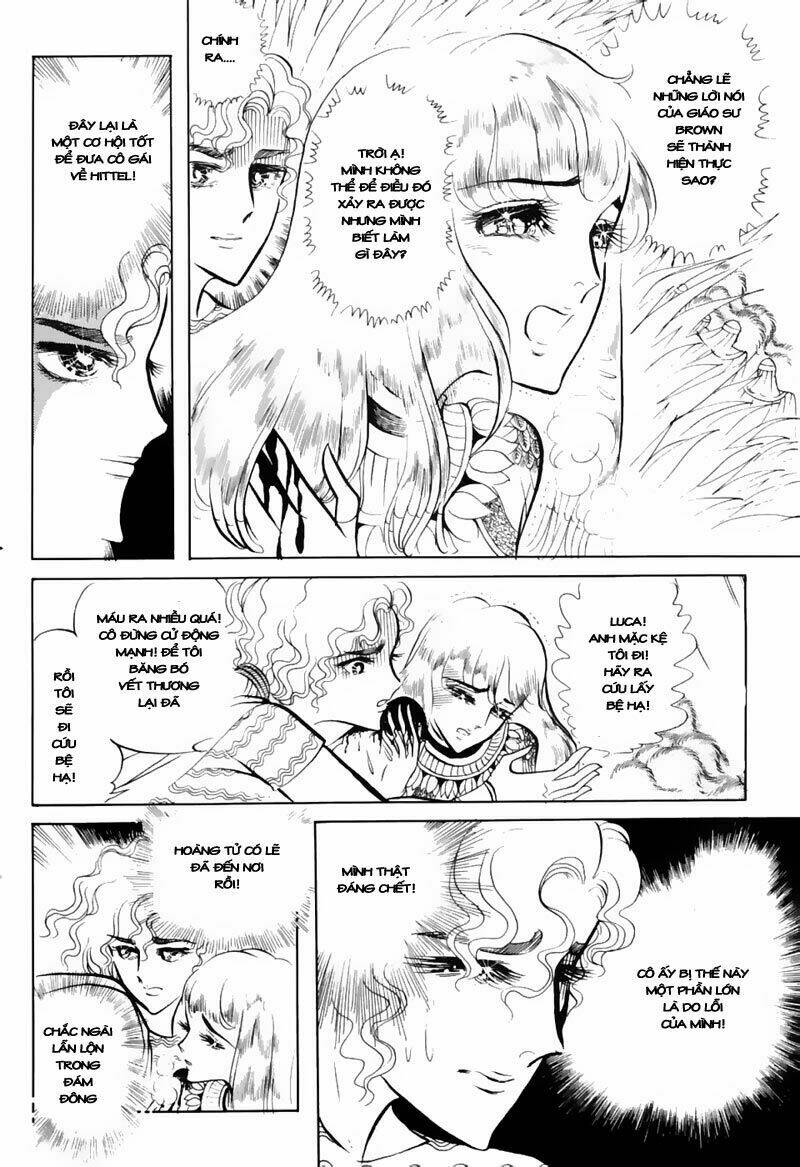 CHẲNG LẼ
NHỮNG LỜI NÓI
CỦA GIÁO SƯ
BROWN
SẼ THÀNH
HIỆN THỰC
SAO?
TRỜI Ạ!
MÌNH KHÔNG
THỂ ĐỂ ĐIỀU ĐÓ
XẢY RA ĐƯỢC
NHƯNG MÌNH
BIẾT LÀM
GÌ ĐÂY?
CHÍNH
RA....
ĐÂY LẠI LÀ
MỘT CƠ HỘI TỐT
ĐỂ ĐƯA CÔ GÁI
VỀ HITTEL!
LUCA!
ANH MẶC KỆ
TÔI ĐI!
HÃY RA
CỨU LẤY
BỆ HẠ!
MÁU RA NHIỀU QUÁ!
CÔ ĐỪNG CỬ ĐỘNG
MẠNH! ĐỂ TÔI
BĂNG BÓ
VẾT THƯƠNG
LẠI ĐÃ
RỒI
TÔI
SẼ
ĐI
CỨU
BỆ
HẠ!
CÔ ẤY BỊ THẾ NÀY
MỘT PHẦN LỚN
LÀ DO LỖI
CỦA MÌNH!
MÌNH THẬT
ĐÁNG CHẾT!
HOÀNG TỬ CÓ LẼ
ĐÃ ĐẾN NƠI
RỒI!
CHẮC NGÀI
LẪN LỘN
TRONG
ĐÁM
ĐÔNG